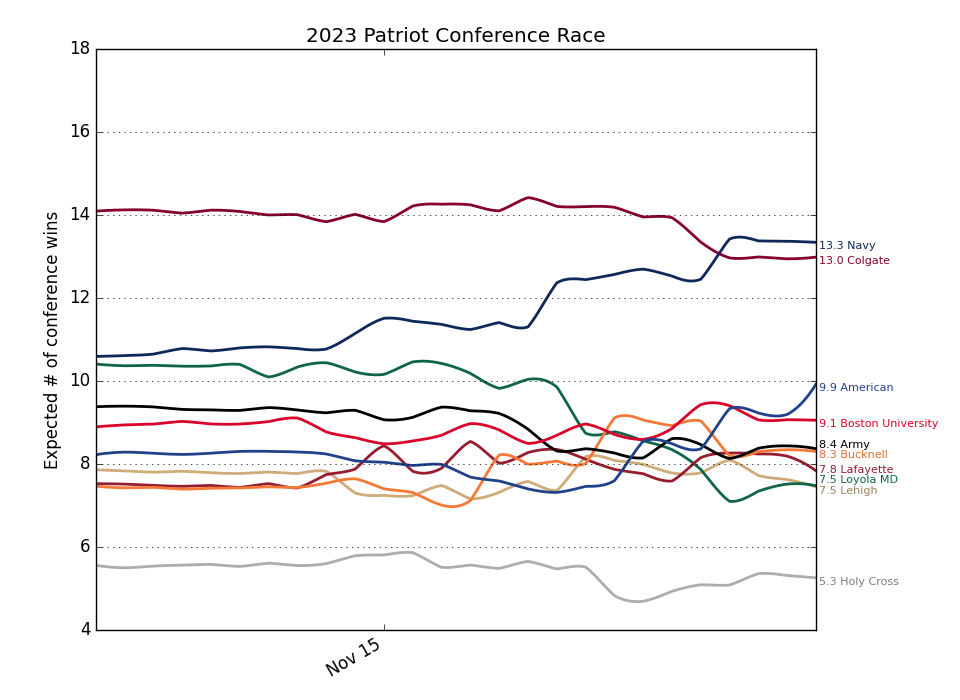 2023 Patriot Conference Race
Expected # of conference wins
18
16
14
12
10
8
6
4
Nov 15
13.3 Navy
13.0 Colgate
9.9 American
9.1 Boston University
8.4 Army
8.3 Bucknell
7.8 Lafayette
7.5 Loyola MD
7.5 Lehigh
5.3 Holy Cross